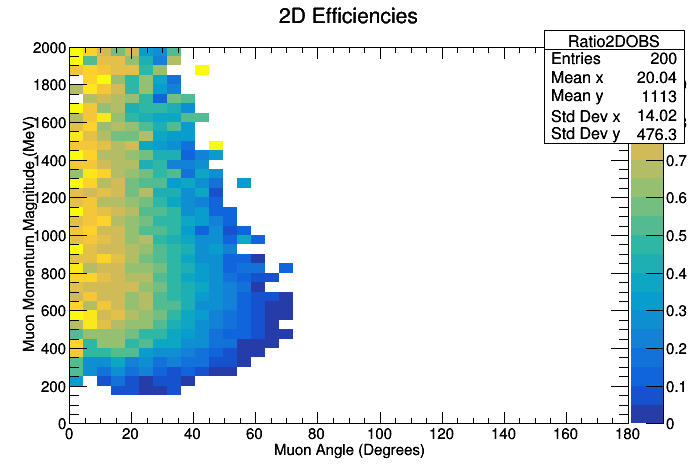 2D Efficiencies
Ratio2DOBS
Entries 200
Mean x 20.04
Mean y 1113
Std Dev x 14.02
Std Dev y 476.3
Muon Momentum Magnitude (MeV)
2000
1800
1600
1400
1200
1000
800
600
400
200
0
0 20 40 60 80 100 120 140 160 180
Muon Angle (Degrees)
0.7
0.6
0.5
0.4
0.3
0.2
0.1
0